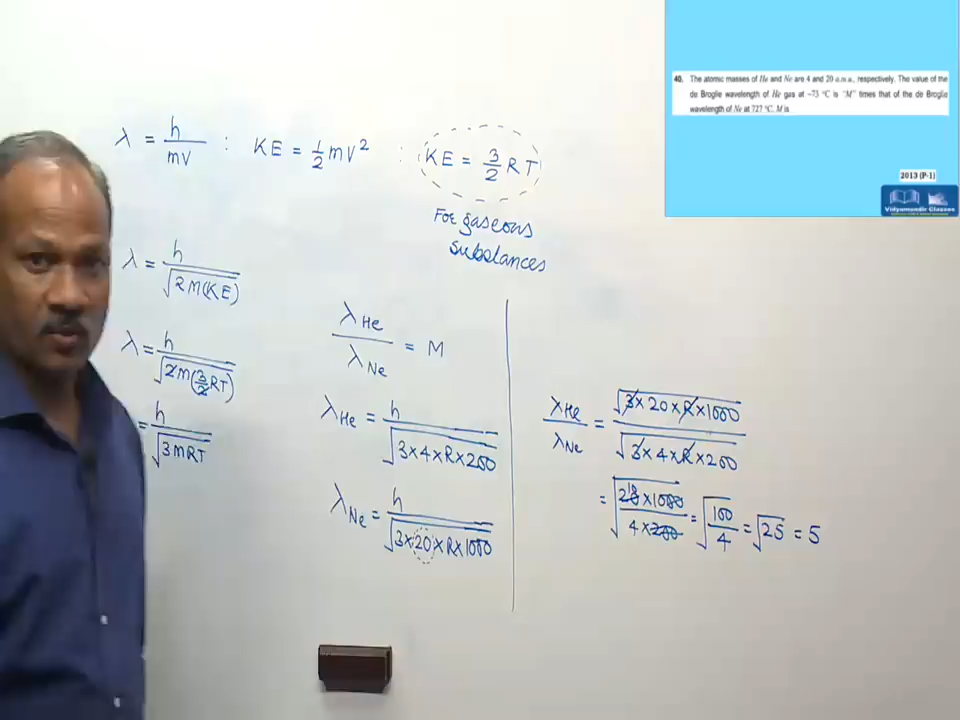 40. The atomic masses of He and Ne are 4 and 20 a.m.u., respectively. The value of the
de Broglie wavelength of He gas at −73 °C is "M" times that of the de Broglie
wavelength of Ne at 727 °C. M is
2013 (P-1)
Vidyamandir Classes
λ = h/mv : KE = 1/2 mv² : KE = 3/2 RT
For gaseous
substances
λ = h/√2m(KE)
λ = h/√2m(3/2 RT)
= h/√3mRT
λHe/λNe = M
λHe = h/√3×4×R×200
λNe = h/√3×20×R×1000
λHe/λNe = √3×20×R×1000/√3×4×R×200
= √20×1000/4×200 = √100/4 = √25 = 5